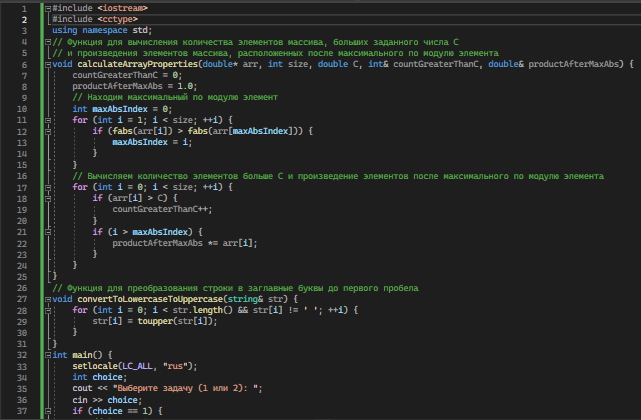 1 #include <iostream>
2 #include <cctype>
3 using namespace std;
4 // Функция для вычисления количества элементов массива, больших заданного числа C
5 // и произведения элементов массива, расположенных после максимального по модулю элемента
6 void calculateArrayProperties(double* arr, int size, double C, int& countGreaterThanC, double& productAfterMaxAbs) {
7 countGreaterThanC = 0;
8 productAfterMaxAbs = 1.0;
9 // Находим максимальный по модулю элемент
10 int maxAbsIndex = 0;
11 for (int i = 1; i < size; ++i) {
12 if (fabs(arr[i]) > fabs(arr[maxAbsIndex])) {
13 maxAbsIndex = i;
14 }
15 }
16 // Вычисляем количество элементов больше C и произведение элементов после максимального по модулю элемента
17 for (int i = 0; i < size; ++i) {
18 if (arr[i] > C) {
19 countGreaterThanC++;
20 }
21 if (i > maxAbsIndex) {
22 productAfterMaxAbs *= arr[i];
23 }
24 }
25 }
26 // Функция для преобразования строки в заглавные буквы до первого пробела
27 void convertToLowercaseToUppercase(string& str) {
28 for (int i = 0; i < str.length() && str[i] != ' '; ++i) {
29 str[i] = toupper(str[i]);
30 }
31 }
32 int main() {
33 setlocale(LC_ALL, "rus");
34 int choice;
35 cout << "Выберите задачу (1 или 2): ";
36 cin >> choice;
37 if (choice == 1) {